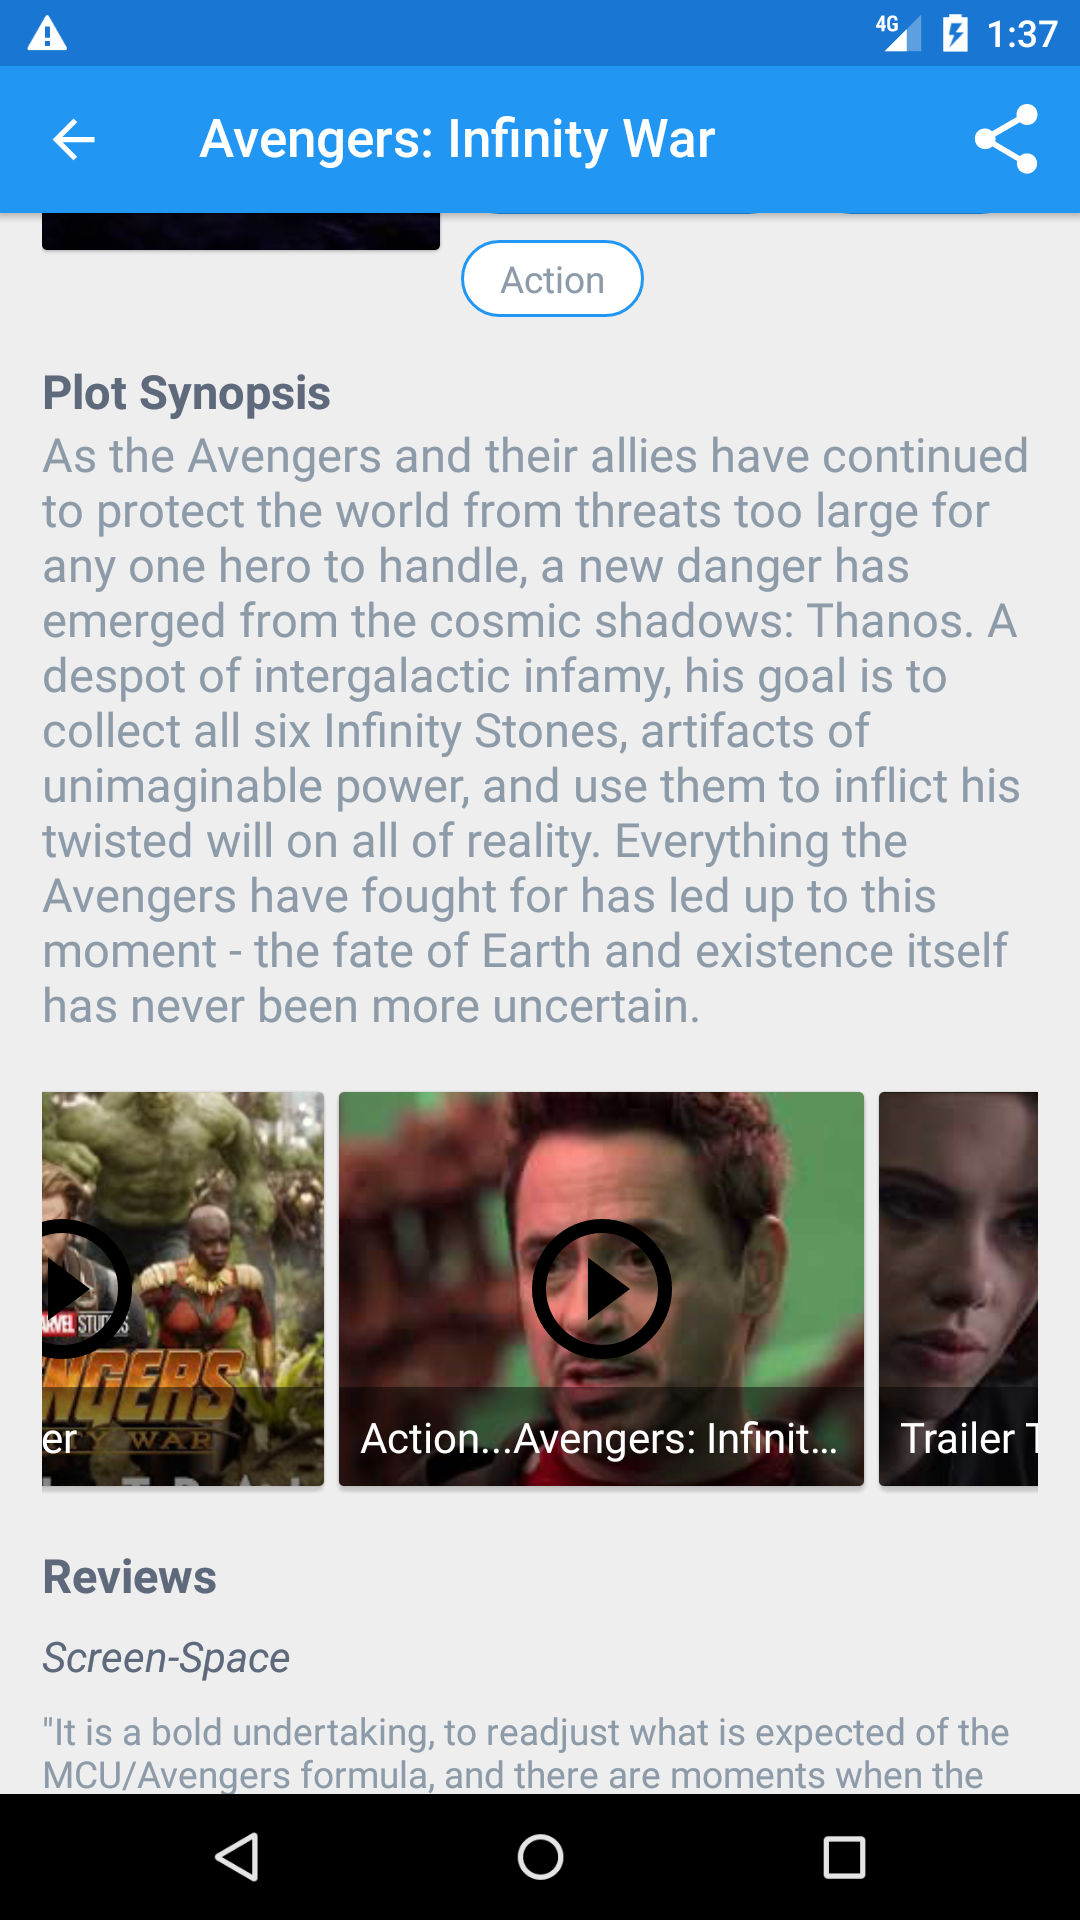 4G 1:37
Avengers: Infinity War
Action
Plot Synopsis
As the Avengers and their allies have continued
to protect the world from threats too large for
any one hero to handle, a new danger has
emerged from the cosmic shadows: Thanos. A
despot of intergalactic infamy, his goal is to
collect all six Infinity Stones, artifacts of
unimaginable power, and use them to inflict his
twisted will on all of reality. Everything the
Avengers have fought for has led up to this
moment - the fate of Earth and existence itself
has never been more uncertain.
ARVEL STUDIOS
NGERS
Y WAR
er
Action...Avengers: Infinit...
Trailer T
Reviews
Screen-Space
"It is a bold undertaking, to readjust what is expected of the
MCU/Avengers formula, and there are moments when the